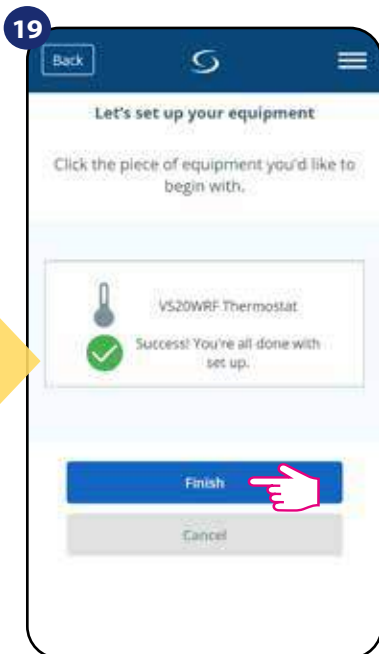 19
Back
Let's set up your equipment
Click the piece of equipment you'd like to
begin with.
VS20WRF Thermostat
Success! You're all done with
set up.
Finish
Cancel